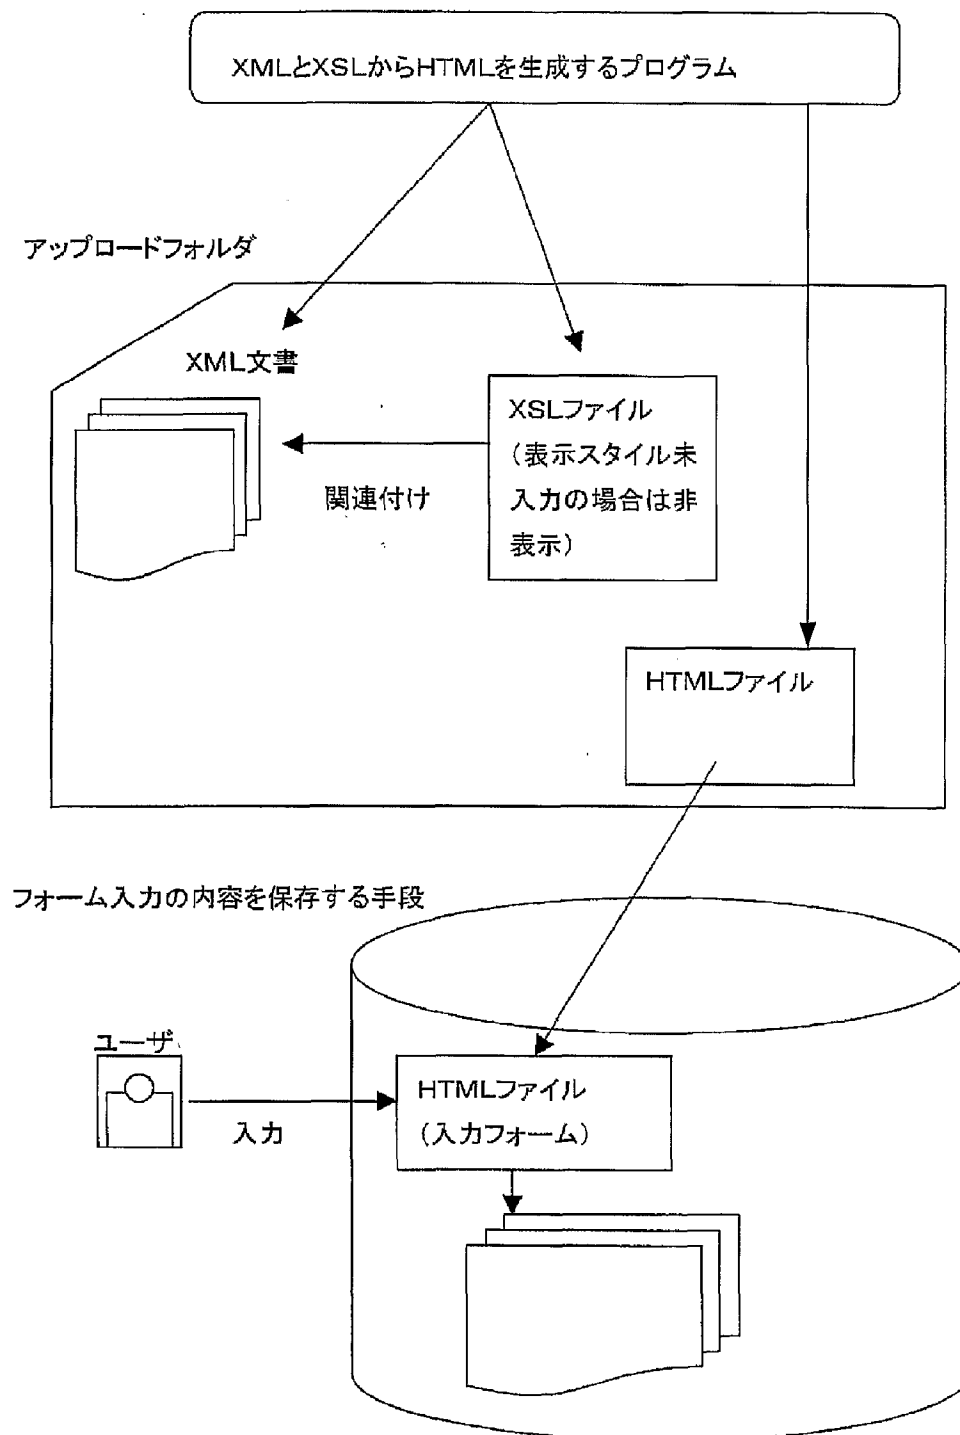 XMLとXSLからHTMLを生成するプログラム
アップロードフォルダ
XML文書
XSLファイル
（表示スタイル未
入力の場合は非
表示）
関連付け
HTMLファイル
フォーム入力の内容を保存する手段
ユーザ
入力
HTMLファイル
（入力フォーム）